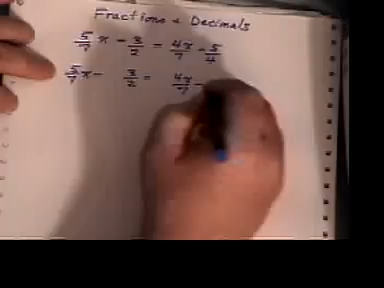 Fractions & Decimals
5/7 x - 3/2 = 4x/7 - 5/4
5/7 x - 3/2 = 4x/7 -